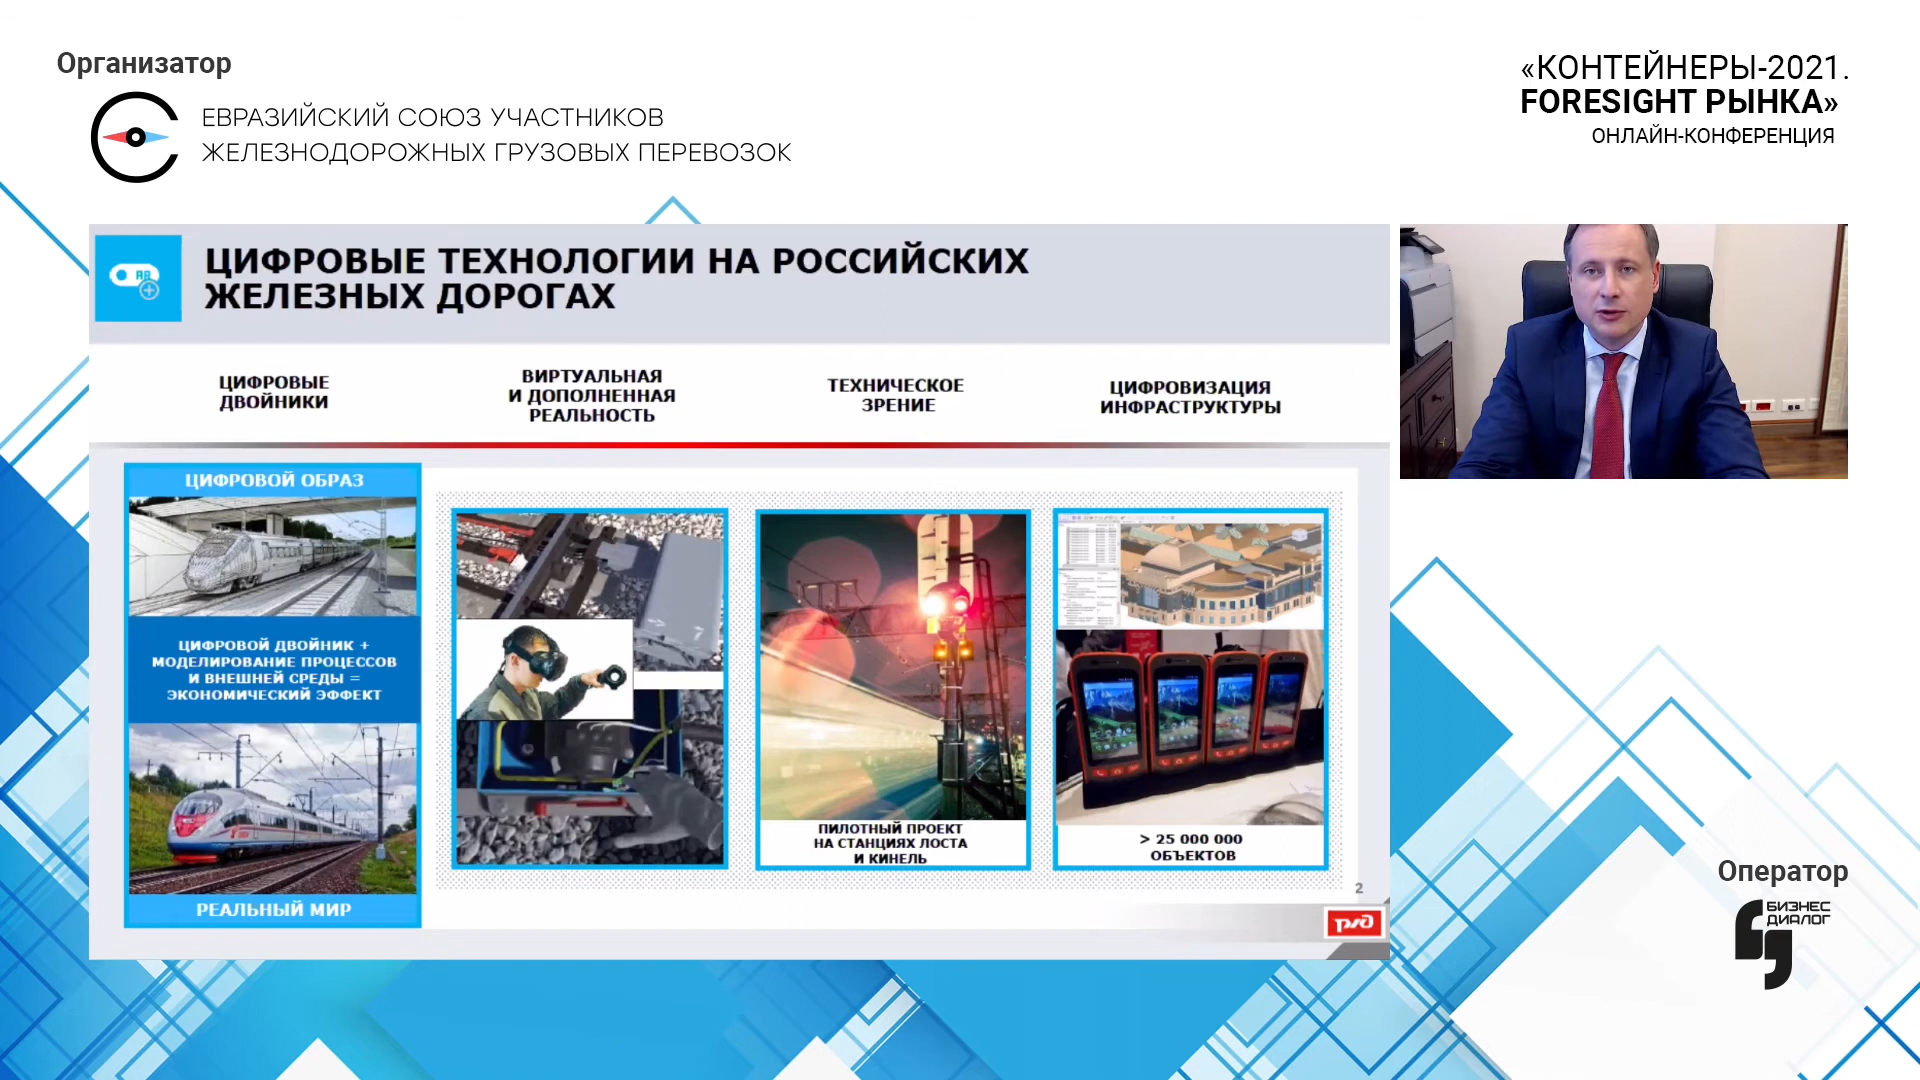 Организатор
ЕВРАЗИЙСКИЙ СОЮЗ УЧАСТНИКОВ
ЖЕЛЕЗНОДОРОЖНЫХ ГРУЗОВЫХ ПЕРЕВОЗОК
«КОНТЕЙНЕРЫ-2021.
FORESIGHT РЫНКА»
ОНЛАЙН-КОНФЕРЕНЦИЯ
ЦИФРОВЫЕ ТЕХНОЛОГИИ НА РОССИЙСКИХ
ЖЕЛЕЗНЫХ ДОРОГАХ
ЦИФРОВЫЕ
ДВОЙНИКИ
ВИРТУАЛЬНАЯ
И ДОПОЛНЕННАЯ
РЕАЛЬНОСТЬ
ТЕХНИЧЕСКОЕ
ЗРЕНИЕ
ЦИФРОВИЗАЦИЯ
ИНФРАСТРУКТУРЫ
ЦИФРОВОЙ ОБРАЗ
ЦИФРОВОЙ ДВОЙНИК +
МОДЕЛИРОВАНИЕ ПРОЦЕССОВ
И ВНЕШНЕЙ СРЕДЫ =
ЭКОНОМИЧЕСКИЙ ЭФФЕКТ
РЕАЛЬНЫЙ МИР
ПИЛОТНЫЙ ПРОЕКТ
НА СТАНЦИЯХ ЛОСТА
И КИНЕЛЬ
> 25 000 000
ОБЪЕКТОВ
2
РЖД
Оператор
БИЗНЕС
ДИАЛОГ